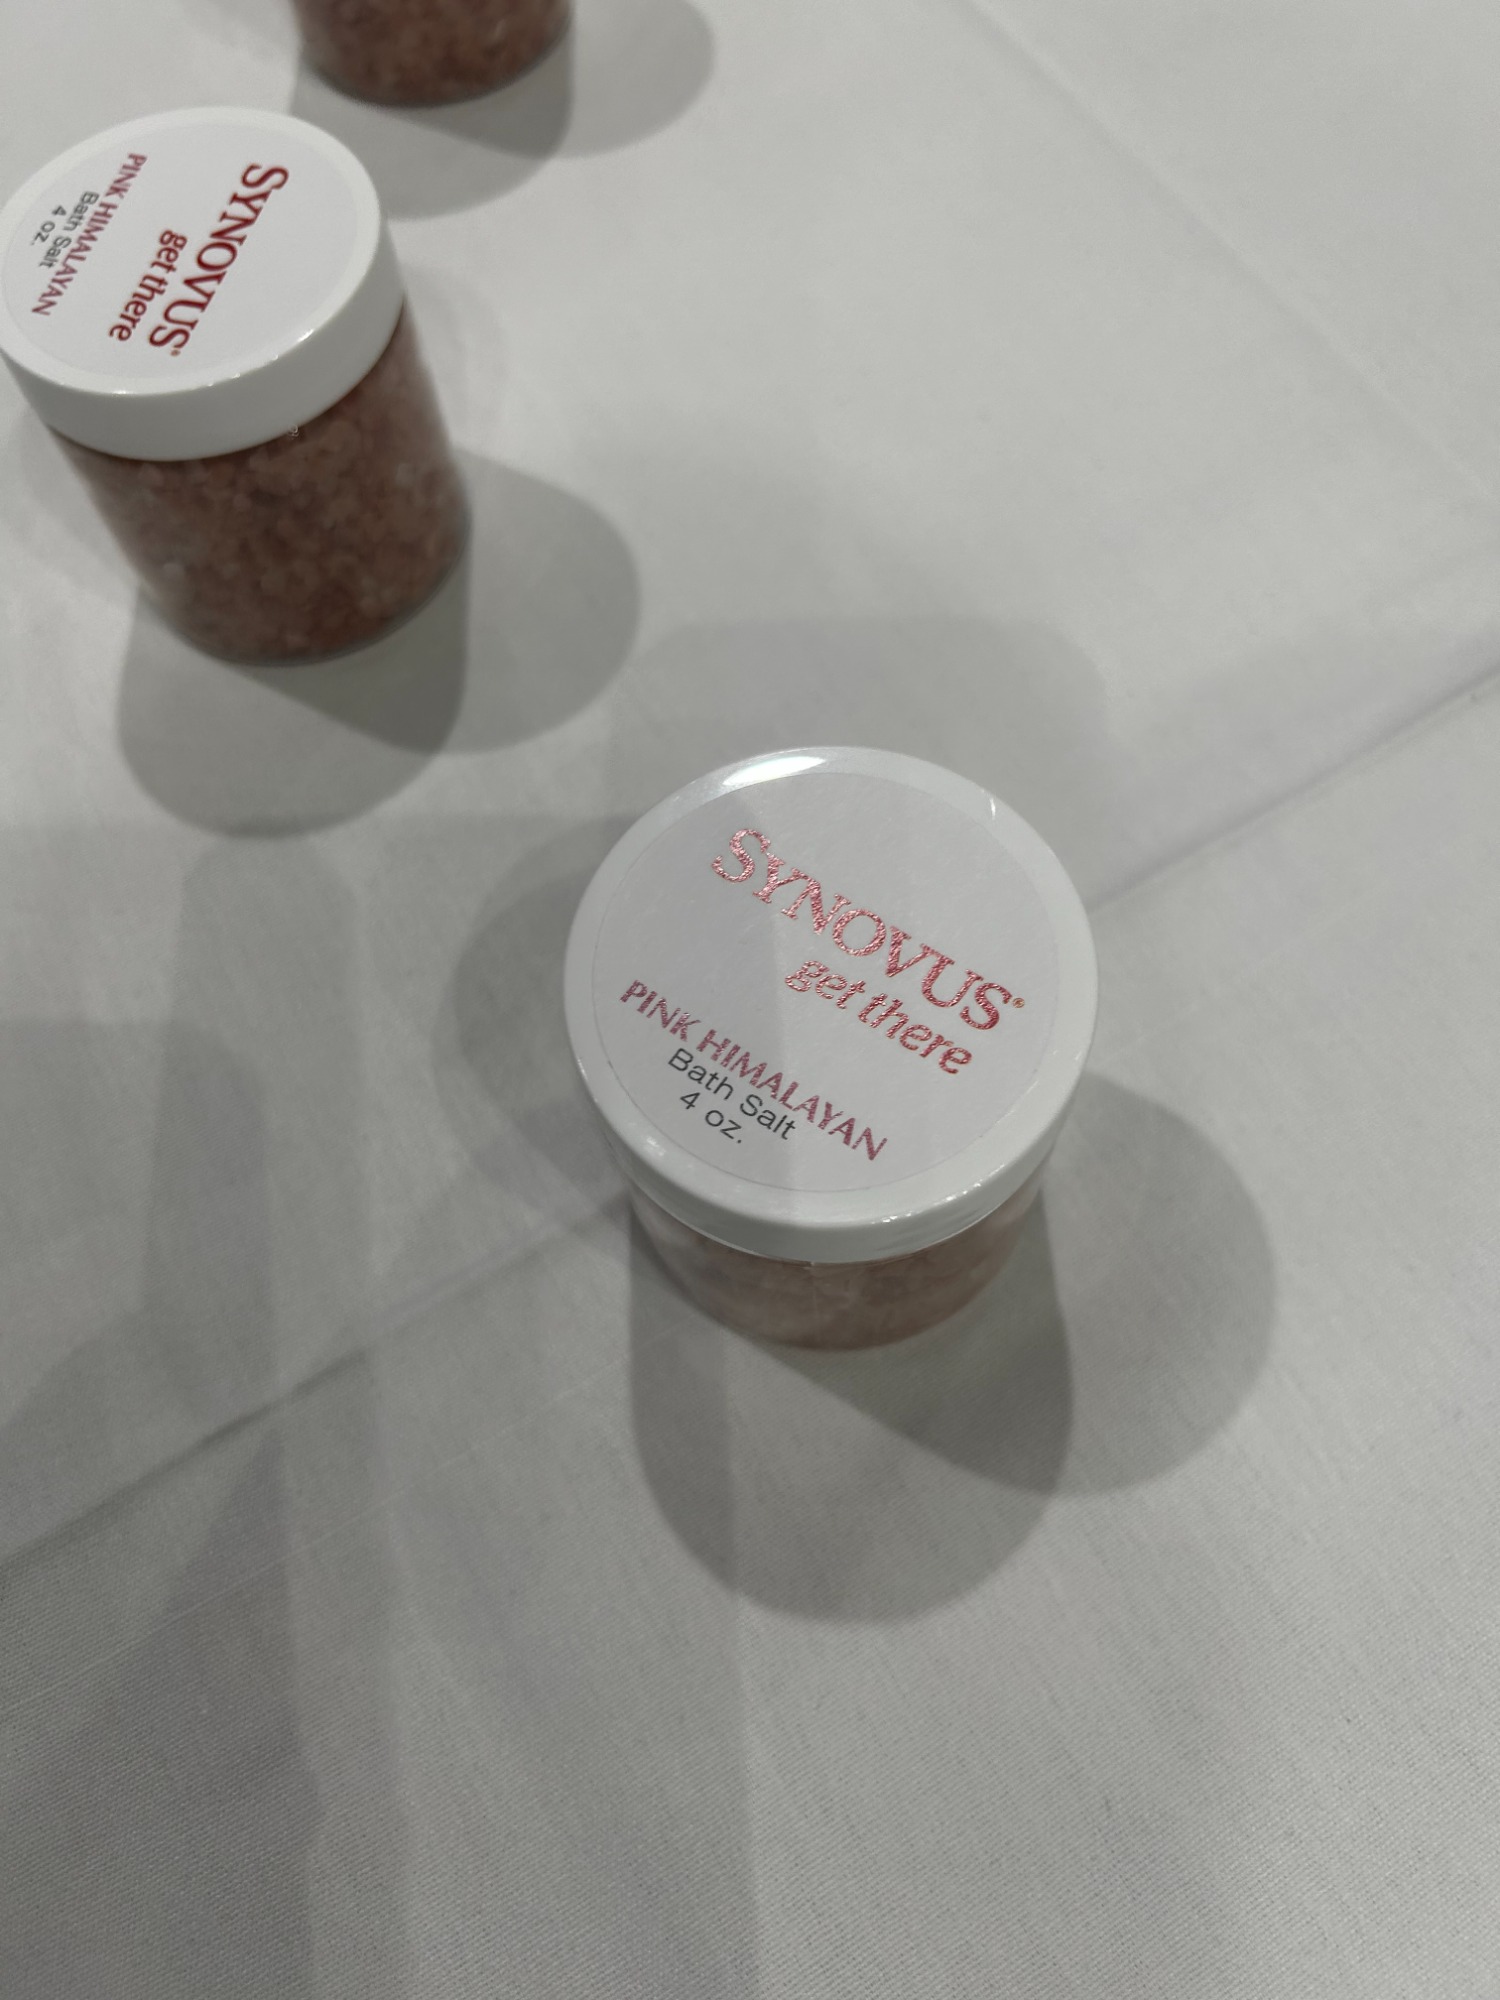 SYNOVUS®
get there
PINK HIMALAYAN
Bath Salt
4 oz.
SYNOVUS®
get there
PINK HIMALAYAN
Bath Salt
4 oz.